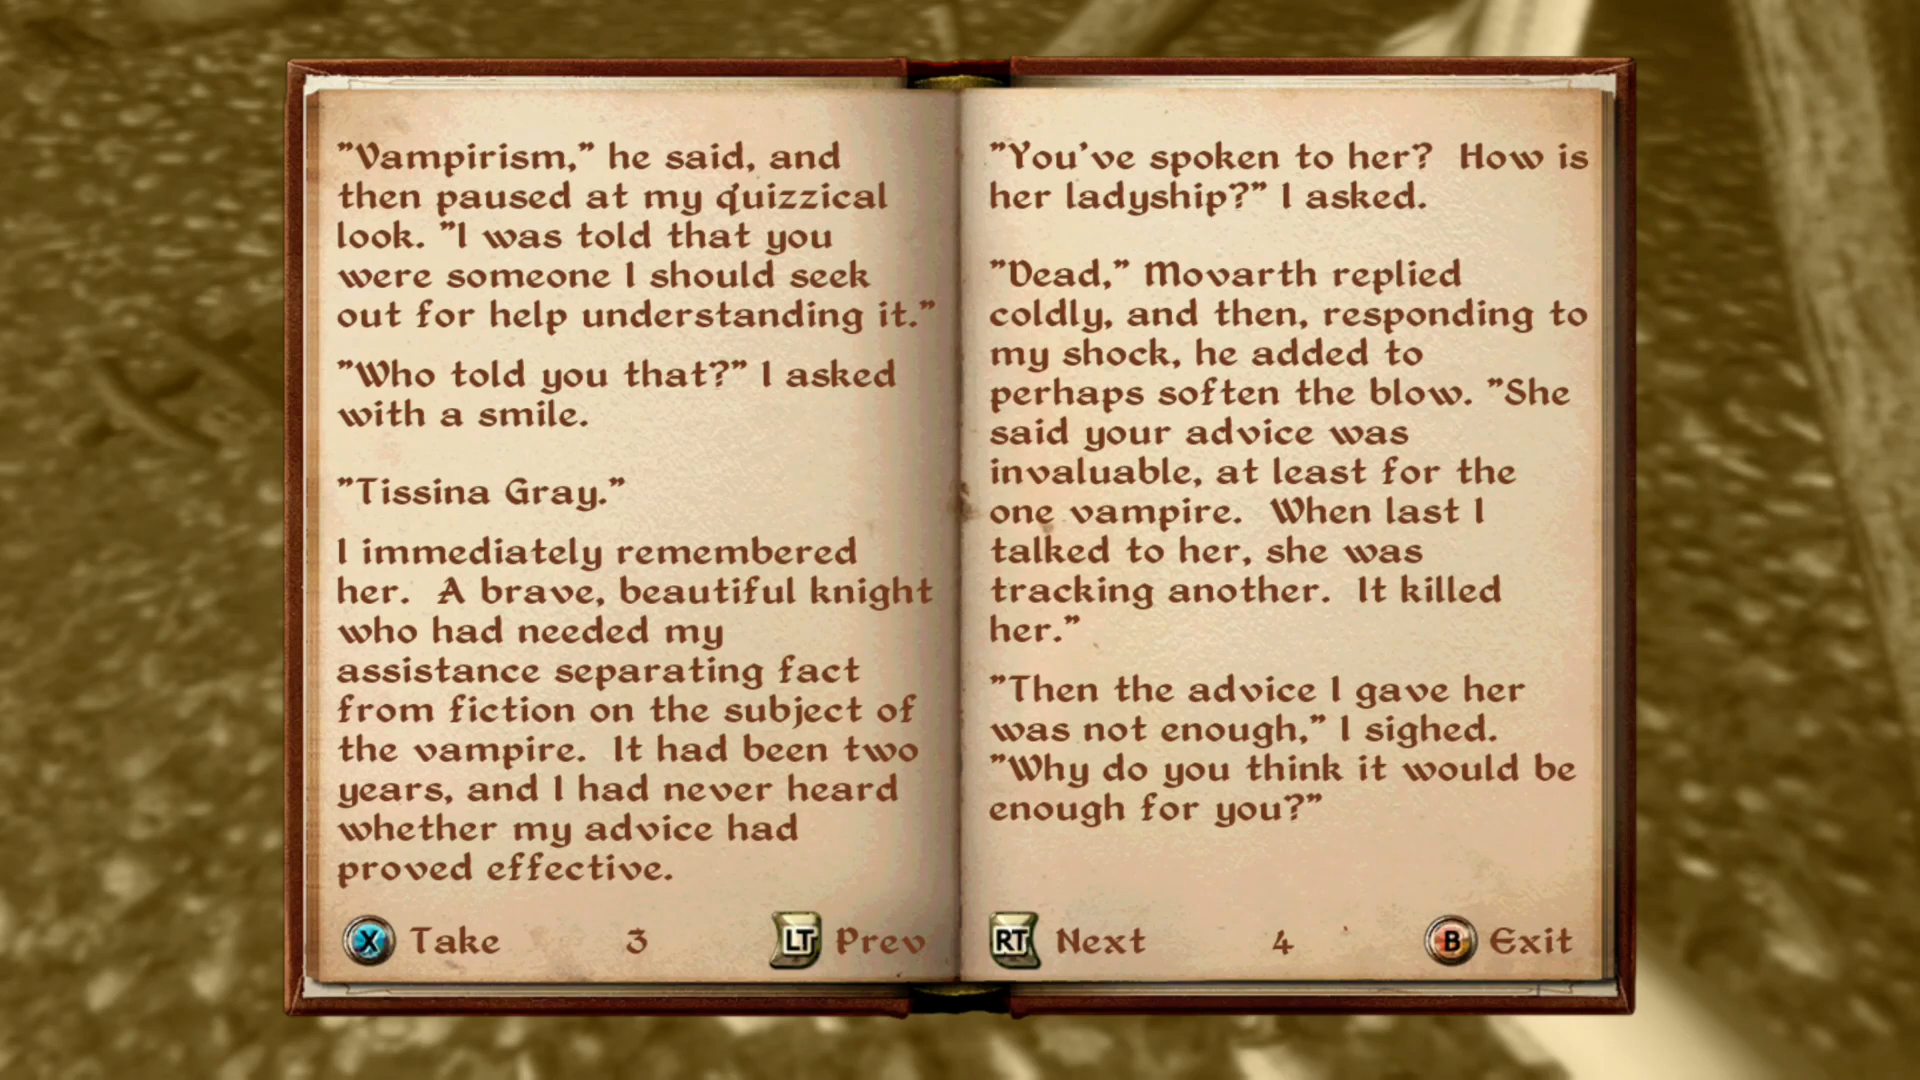 "Vampirism," he said, and
then paused at my quizzical
look. "I was told that you
were someone I should seek
out for help understanding it."
"Who told you that?" I asked
with a smile.
"Tissina Gray."
I immediately remembered
her.  A brave, beautiful knight
who had needed my
assistance separating fact
from fiction on the subject of
the vampire.  It had been two
years, and I had never heard
whether my advice had
proved effective.
X Take 3 LT Prev
"You've spoken to her?  How is
her ladyship?" I asked.
"Dead," Movarth replied
coldly, and then, responding to
my shock, he added to
perhaps soften the blow. "She
said your advice was
invaluable, at least for the
one vampire.  When last I
talked to her, she was
tracking another.  It killed
her."
"Then the advice I gave her
was not enough," I sighed.
"Why do you think it would be
enough for you?"
RT Next 4 B Exit